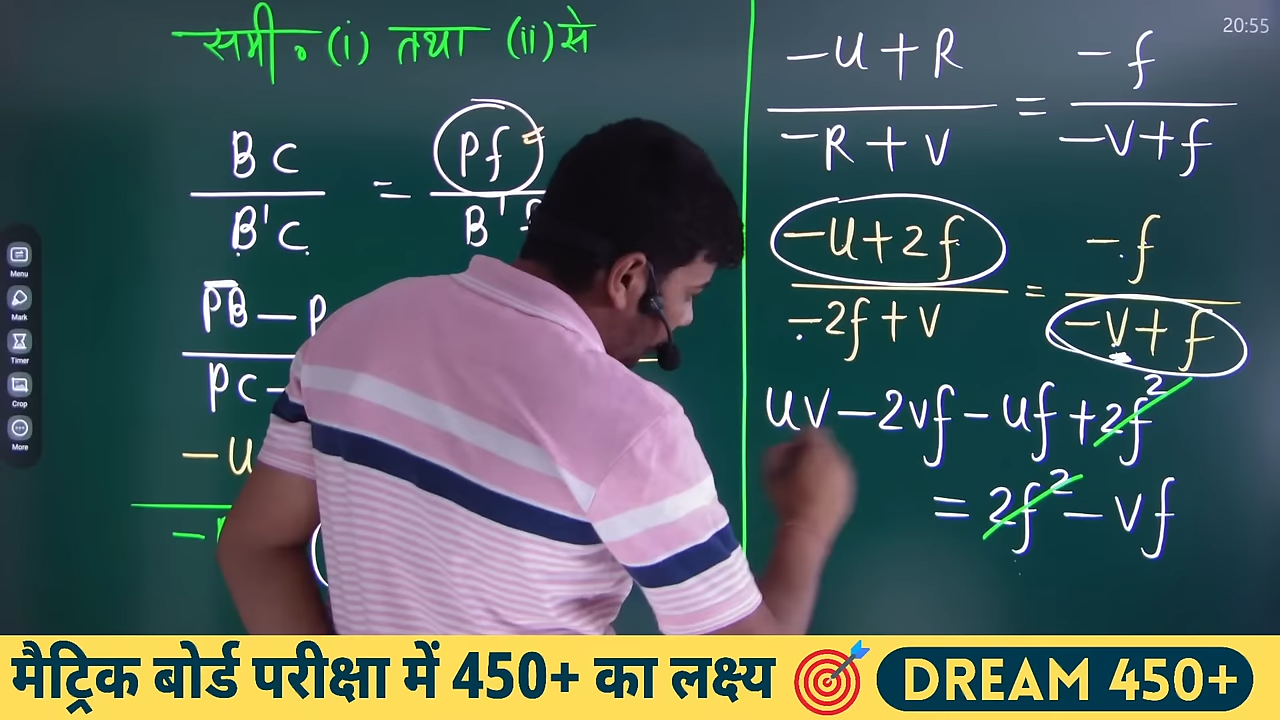 20:55
समी० (i) तथा (ii) से
BC / B'C = Pf / B'
PB – P
PC –
–u
–u + R / –R + v = –f / –v + f
–u + 2f / –2f + v = –f / –v + f
uv – 2vf – uf + 2f²
= 2f² – vf
Menu
Mark
Timer
Crop
More
मैट्रिक बोर्ड परीक्षा में 450+ का लक्ष्य DREAM 450+